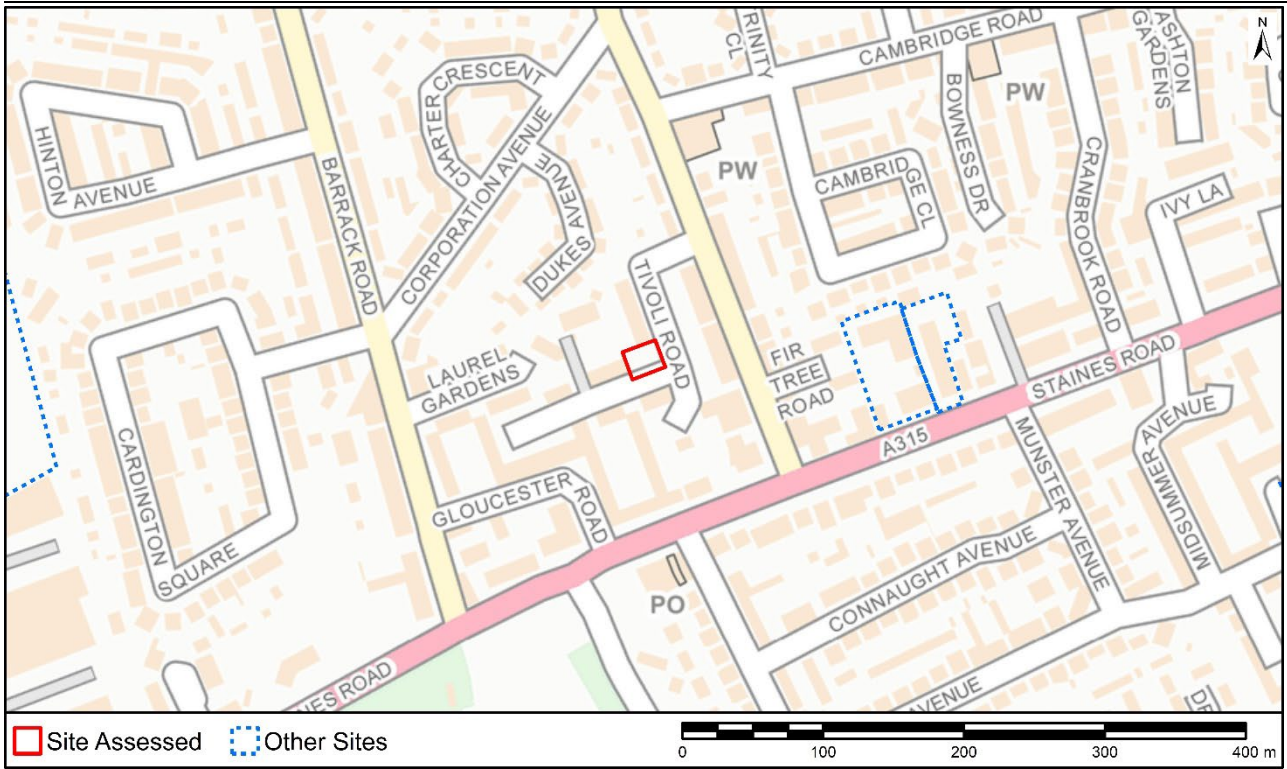 N
ASHTON
GARDENS
RINITY
CL
CAMBRIDGE ROAD
PW
BOWNESS DR
CRANBROOK ROAD
IVY LA
CHARTER CRESCENT
CORPORATION AVENUE
DUKES AVENUE
HINTON
AVENUE
BARRACK ROAD
PW
CAMBRIDGE CL
TIVOLI ROAD
LAUREL
GARDENS
FIR
TREE
ROAD
STAINES ROAD
A315
CARDINGTON
SQUARE
GLOUCESTER
ROAD
MUNSTER AVENUE
MIDSUMMER AVENUE
CONNAUGHT AVENUE
PO
NES ROAD
AVENUE
DE
Site Assessed
Other Sites
0 100 200 300 400 m